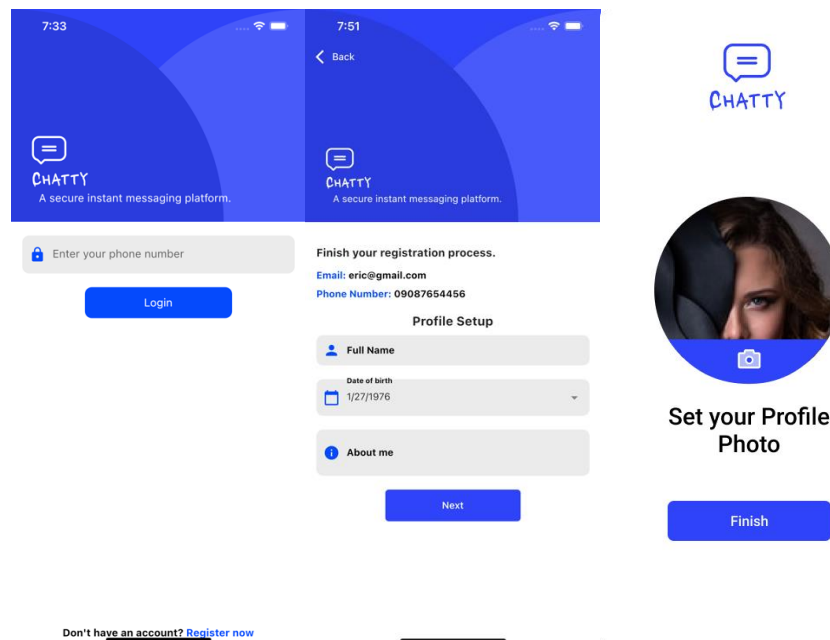 7:33
CHATTY
A secure instant messaging platform.
Enter your phone number
Login
Don't have an account? Register now
7:51
Back
CHATTY
A secure instant messaging platform.
Finish your registration process.
Email: eric@gmail.com
Phone Number: 09087654456
Profile Setup
Full Name
Date of birth
1/27/1976
About me
Next
CHATTY
Set your Profile
Photo
Finish